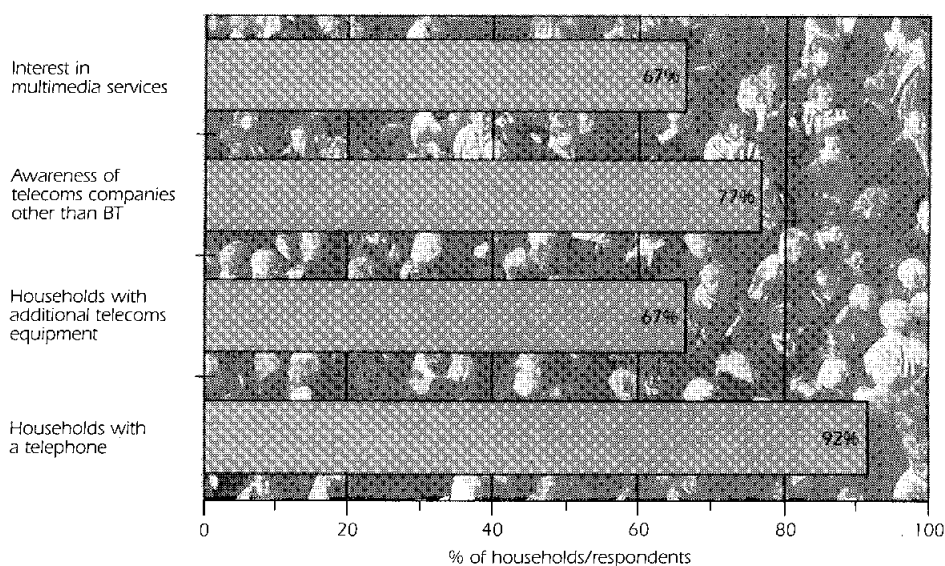 Interest in
multimedia services
67%
Awareness of
telecoms companies
other than BT
77%
Households with
additional telecoms
equipment
67%
Households with
a telephone
92%
0 20 40 60 80 100
% of households/respondents